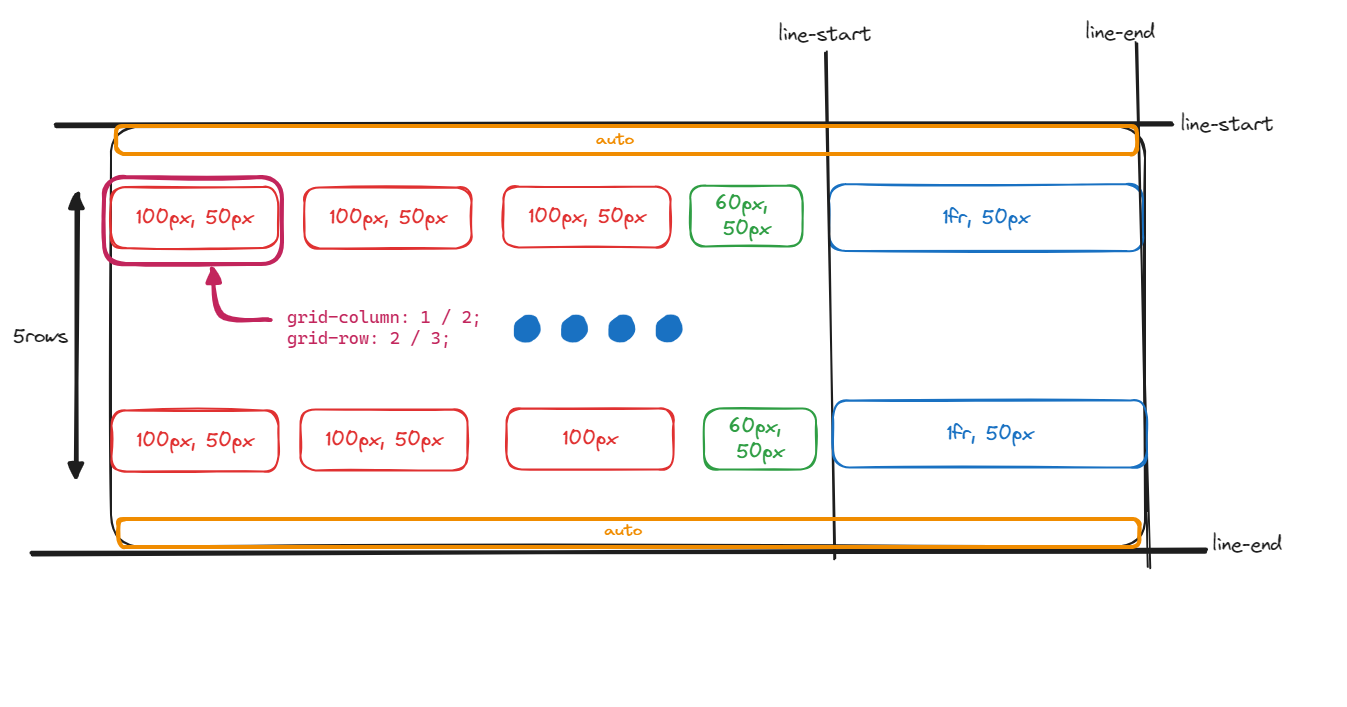 line-start
line-end
line-start
auto
100px, 50px
100px, 50px
100px, 50px
60px,
50px
1fr, 50px
grid-column: 1 / 2;
grid-row: 2 / 3;
5rows
100px, 50px
100px, 50px
100px
60px,
50px
1fr, 50px
auto
line-end